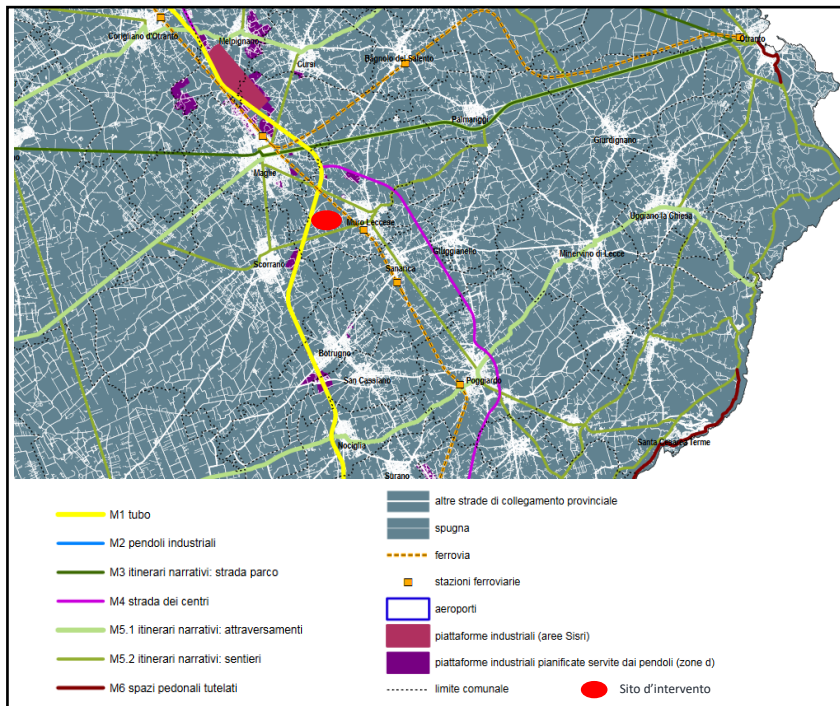 Corigliano d'Otranto
Melpignano
Cursi
Bagnolo del Salento
Otranto
Palmariggi
Giurdignano
Maglie
Uggiano la Chiesa
Muro Leccese
Giuggianello
Minervino di Lecce
Scorrano
Sanarica
Botrugno
San Cassiano
Poggiardo
Nociglia
Santa Cesarea Terme
Surano
M1 tubo
M2 pendoli industriali
M3 itinerari narrativi: strada parco
M4 strada dei centri
M5.1 itinerari narrativi: attraversamenti
M5.2 itinerari narrativi: sentieri
M6 spazi pedonali tutelati
altre strade di collegamento provinciale
spugna
ferrovia
stazioni ferroviarie
aeroporti
piattaforme industriali (aree Sisri)
piattaforme industriali pianificate servite dai pendoli (zone d)
limite comunale
Sito d'intervento